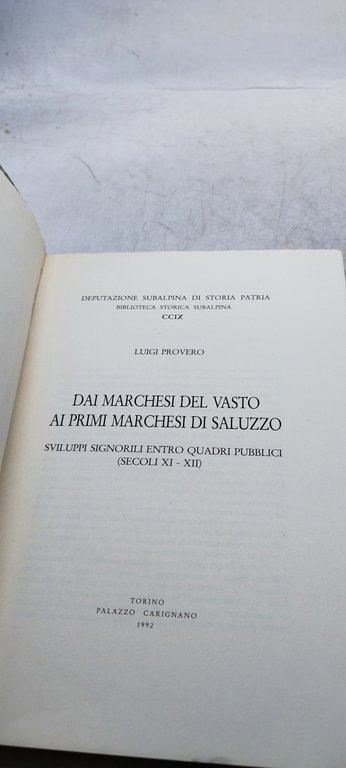 DEPUTAZIONE SUBALPINA DI STORIA PATRIA
BIBLIOTECA STORICA SUBALPINA
CCIX
LUIGI PROVERO
DAI MARCHESI DEL VASTO
AI PRIMI MARCHESI DI SALUZZO
SVILUPPI SIGNORILI ENTRO QUADRI PUBBLICI
(SECOLI XI - XII)
TORINO
PALAZZO CARIGNANO
1992